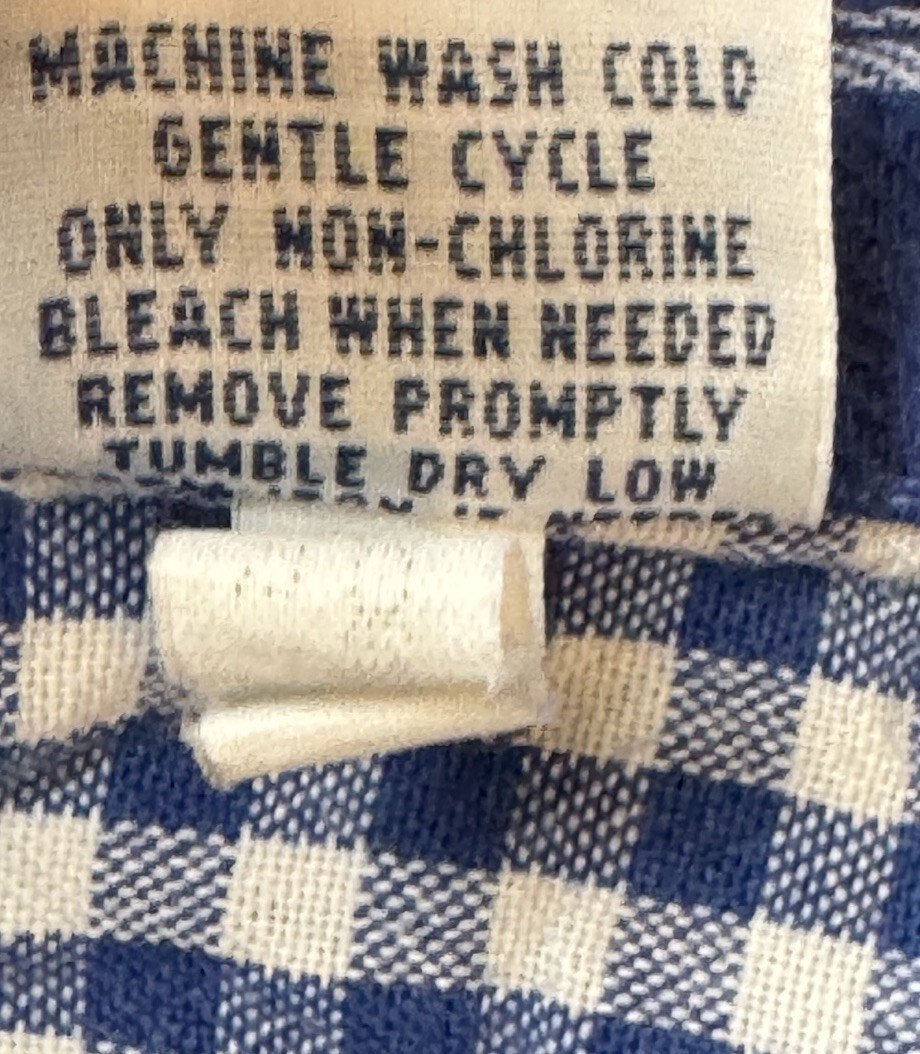 MACHINE WASH COLD
GENTLE CYCLE
ONLY NON-CHLORINE
BLEACH WHEN NEEDED
REMOVE PROMPTLY
TUMBLE DRY LOW